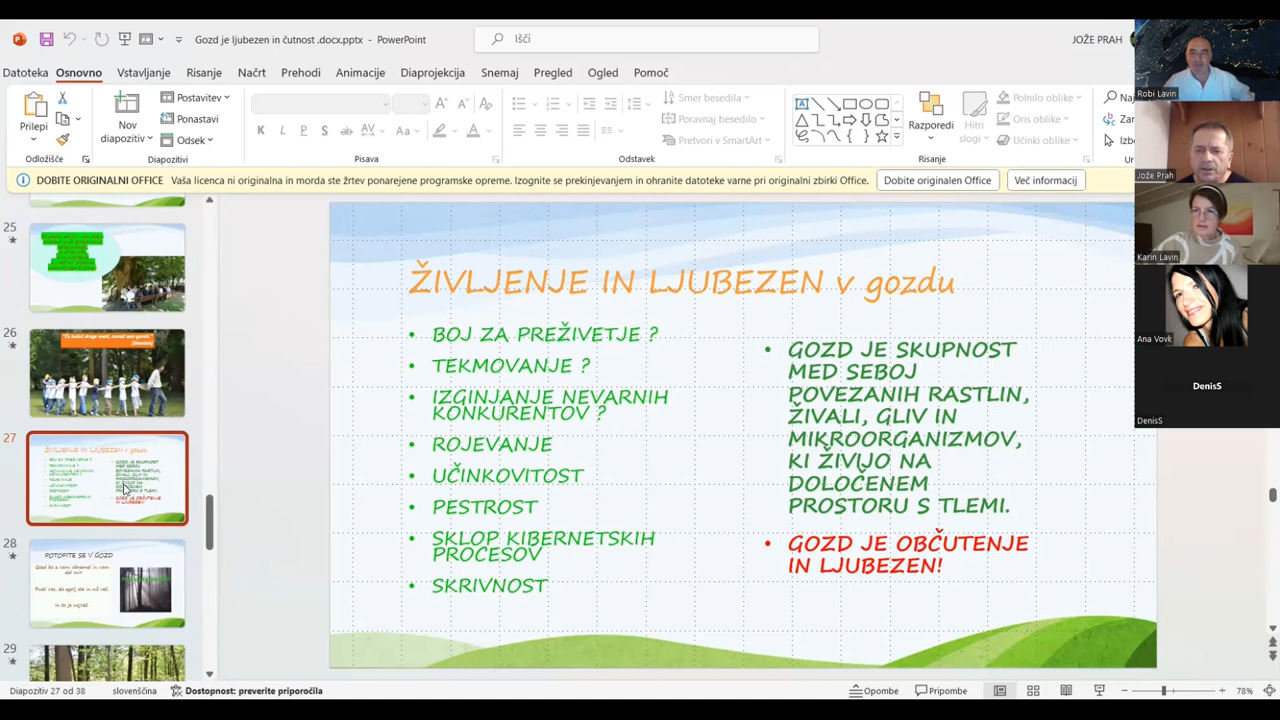 Gozd je ljubezen in čutnost .docx.pptx - PowerPoint
Išči
JOŽE PRAH
Datoteka Osnovno Vstavljanje Risanje Načrt Prehodi Animacije Diaprojekcija Snemaj Pregled Ogled Pomoč
Prilepi
Nov diapozitiv
Postavitev
Ponastavi
Odsek
K L P S ab AV Aa A
Smer besedila
Poravnaj besedilo
Pretvori v SmartArt
Razporedi
Hitri slogi
Polnilo oblike
Oris oblike
Učinki oblike
Odložišče Diapozitivi Pisava Odstavek Risanje
DOBITE ORIGINALNI OFFICE Vaša licenca ni originalna in morda ste žrtev ponarejene programske opreme. Izognite se prekinjevanjem in ohranite datoteke varne pri originalni zbirki Office. Dobite originalen Office Več informacij
25
26
27
28
POTOPITE SE V GOZD
29
ŽIVLJENJE IN LJUBEZEN v gozdu
• BOJ ZA PREŽIVETJE ?
• TEKMOVANJE ?
• IZGINJANJE NEVARNIH
KONKURENTOV ?
• ROJEVANJE
• UČINKOVITOST
• PESTROST
• SKLOP KIBERNETSKIH
PROCESOV
• SKRIVNOST
• GOZD JE SKUPNOST
MED SEBOJ
POVEZANIH RASTLIN,
ŽIVALI, GLIV IN
MIKROORGANIZMOV,
KI ŽIVIJO NA
DOLOČENEM
PROSTORU S TLEMI.
• GOZD JE OBČUTENJE
IN LJUBEZEN!
Robi Lavin
Jože Prah
Karin Lavin
Ana Vovk
DenisS
DenisS
Diapozitiv 27 od 38 slovenščina Dostopnost: preverite priporočila Opombe Pripombe 78%